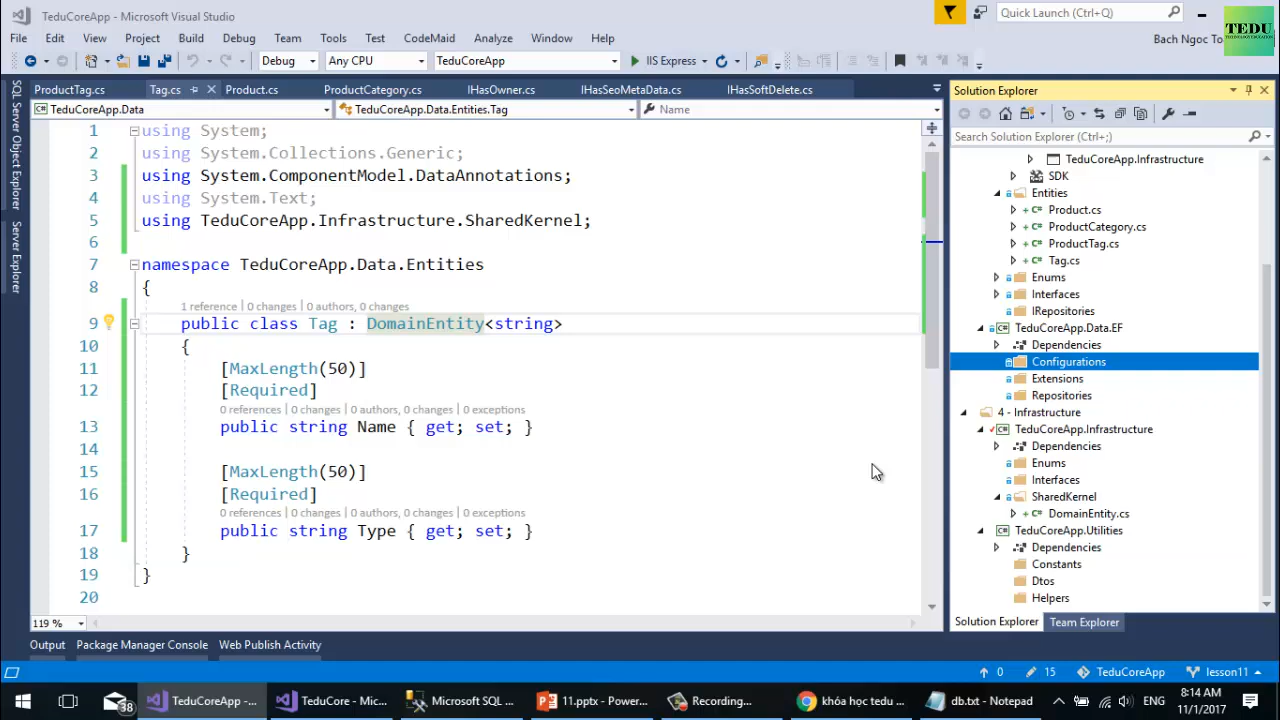 TeduCoreApp - Microsoft Visual Studio
Quick Launch (Ctrl+Q)
TEDU
File Edit View Project Build Debug Team Tools Test CodeMaid Analyze Window Help
Bach Ngoc To
Debug Any CPU TeduCoreApp IIS Express
SQL Server Object Explorer
Server Explorer
ProductTag.cs Tag.cs Product.cs ProductCategory.cs IHasOwner.cs IHasSeoMetaData.cs IHasSoftDelete.cs
TeduCoreApp.Data TeduCoreApp.Data.Entities.Tag Name
1 using System;
2 using System.Collections.Generic;
3 using System.ComponentModel.DataAnnotations;
4 using System.Text;
5 using TeduCoreApp.Infrastructure.SharedKernel;
6
7 namespace TeduCoreApp.Data.Entities
8 {
1 reference | 0 changes | 0 authors, 0 changes
9 public class Tag : DomainEntity<string>
10 {
11 [MaxLength(50)]
12 [Required]
0 references | 0 changes | 0 authors, 0 changes | 0 exceptions
13 public string Name { get; set; }
14
15 [MaxLength(50)]
16 [Required]
0 references | 0 changes | 0 authors, 0 changes | 0 exceptions
17 public string Type { get; set; }
18 }
19 }
20
119 %
Solution Explorer
Search Solution Explorer (Ctrl+;)
TeduCoreApp.Infrastructure
SDK
Entities
Product.cs
ProductCategory.cs
ProductTag.cs
Tag.cs
Enums
Interfaces
IRepositories
TeduCoreApp.Data.EF
Dependencies
Configurations
Extensions
Repositories
4 - Infrastructure
TeduCoreApp.Infrastructure
Dependencies
Enums
Interfaces
SharedKernel
DomainEntity.cs
TeduCoreApp.Utilities
Dependencies
Constants
Dtos
Helpers
Solution Explorer Team Explorer
Output Package Manager Console Web Publish Activity
0 15 TeduCoreApp lesson11
38 TeduCoreApp -... TeduCore - Mic... Microsoft SQL ... 11.pptx - Power... Recording... khóa học tedu ... db.txt - Notepad ENG
8:14 AM
11/1/2017